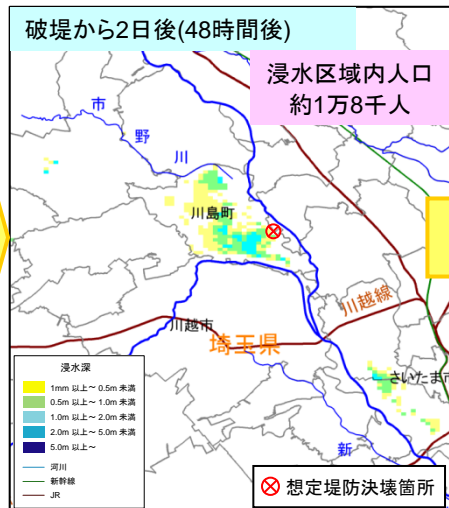 破堤から2日後(48時間後)
浸水区域内人口
約1万8千人
市
野
川
川島町
川越線
川越市
埼玉県
さいたま市
新
浸水深
1mm 以上～ 0.5m 未満
0.5m 以上～ 1.0m 未満
1.0m 以上～ 2.0m 未満
2.0m 以上～ 5.0m 未満
5.0m 以上～
河川
新幹線
JR
想定堤防決壊箇所